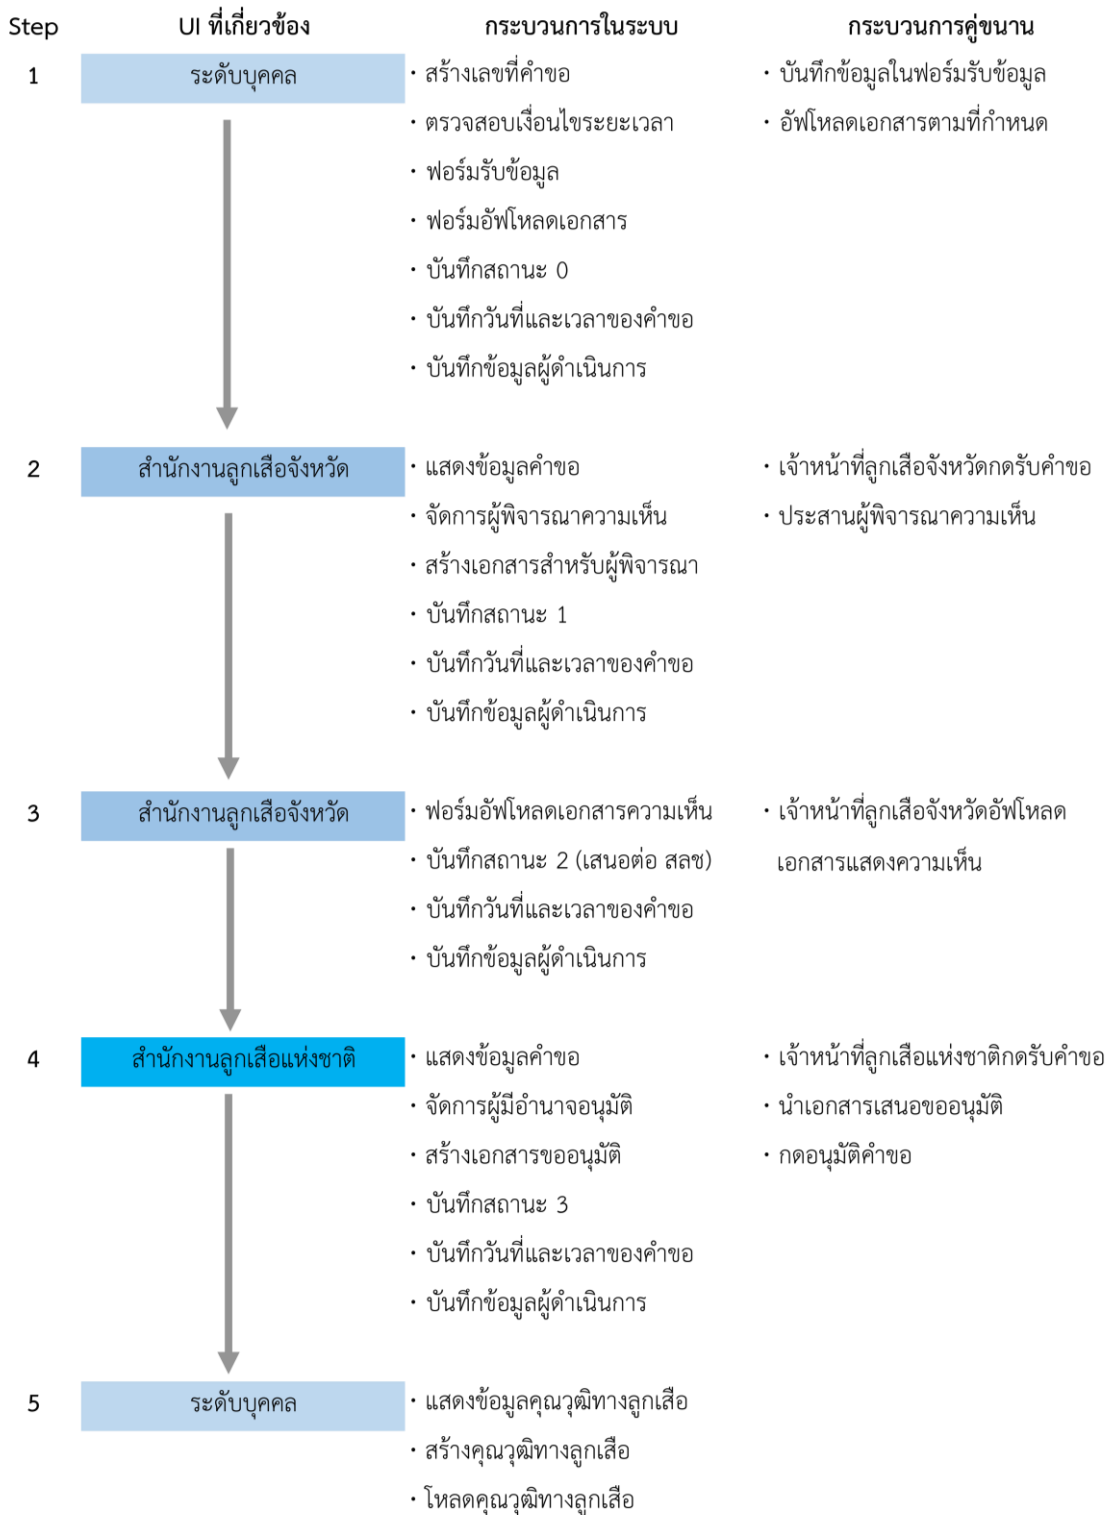 Step UI ที่เกี่ยวข้อง กระบวนการในระบบ กระบวนการคู่ขนาน
1 ระดับบุคคล · สร้างเลขที่คำขอ · บันทึกข้อมูลในฟอร์มรับข้อมูล
· ตรวจสอบเงื่อนไขระยะเวลา · อัฟโหลดเอกสารตามที่กำหนด
· ฟอร์มรับข้อมูล
· ฟอร์มอัฟโหลดเอกสาร
· บันทึกสถานะ 0
· บันทึกวันที่และเวลาของคำขอ
· บันทึกข้อมูลผู้ดำเนินการ
2 สำนักงานลูกเสือจังหวัด · แสดงข้อมูลคำขอ · เจ้าหน้าที่ลูกเสือจังหวัดกดรับคำขอ
· จัดการผู้พิจารณาความเห็น · ประสานผู้พิจารณาความเห็น
· สร้างเอกสารสำหรับผู้พิจารณา
· บันทึกสถานะ 1
· บันทึกวันที่และเวลาของคำขอ
· บันทึกข้อมูลผู้ดำเนินการ
3 สำนักงานลูกเสือจังหวัด · ฟอร์มอัฟโหลดเอกสารความเห็น · เจ้าหน้าที่ลูกเสือจังหวัดอัฟโหลด
· บันทึกสถานะ 2 (เสนอต่อ สลช) เอกสารแสดงความเห็น
· บันทึกวันที่และเวลาของคำขอ
· บันทึกข้อมูลผู้ดำเนินการ
4 สำนักงานลูกเสือแห่งชาติ · แสดงข้อมูลคำขอ · เจ้าหน้าที่ลูกเสือแห่งชาติกดรับคำขอ
· จัดการผู้มีอำนาจอนุมัติ · นำเอกสารเสนอขออนุมัติ
· สร้างเอกสารขออนุมัติ · กดอนุมัติคำขอ
· บันทึกสถานะ 3
· บันทึกวันที่และเวลาของคำขอ
· บันทึกข้อมูลผู้ดำเนินการ
5 ระดับบุคคล · แสดงข้อมูลคุณวุฒิทางลูกเสือ
· สร้างคุณวุฒิทางลูกเสือ
· โหลดคุณวุฒิทางลูกเสือ